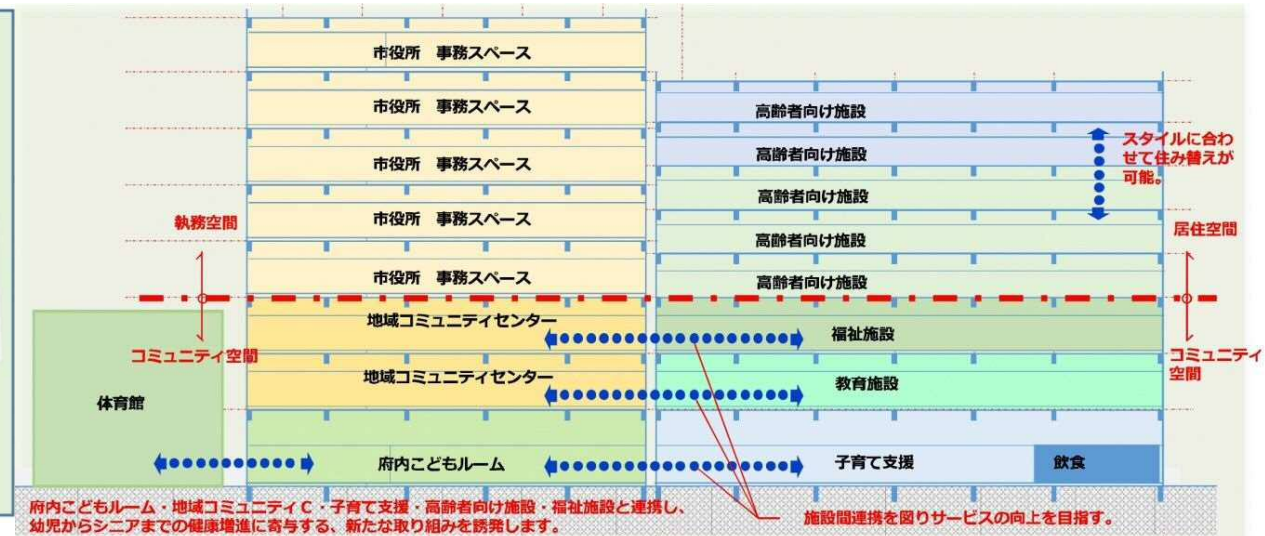 市役所　事務スペース
市役所　事務スペース
高齢者向け施設
市役所　事務スペース
高齢者向け施設
スタイルに合わ
せて住み替えが
可能。
高齢者向け施設
執務空間
市役所　事務スペース
高齢者向け施設
居住空間
市役所　事務スペース
高齢者向け施設
地域コミュニティセンター
福祉施設
コミュニティ空間
コミュニティ
空間
地域コミュニティセンター
教育施設
体育館
府内こどもルーム
子育て支援
飲食
府内こどもルーム・地域コミュニティC・子育て支援・高齢者向け施設・福祉施設と連携し、
幼児からシニアまでの健康増進に寄与する、新たな取り組みを誘発します。
施設間連携を図りサービスの向上を目指す。